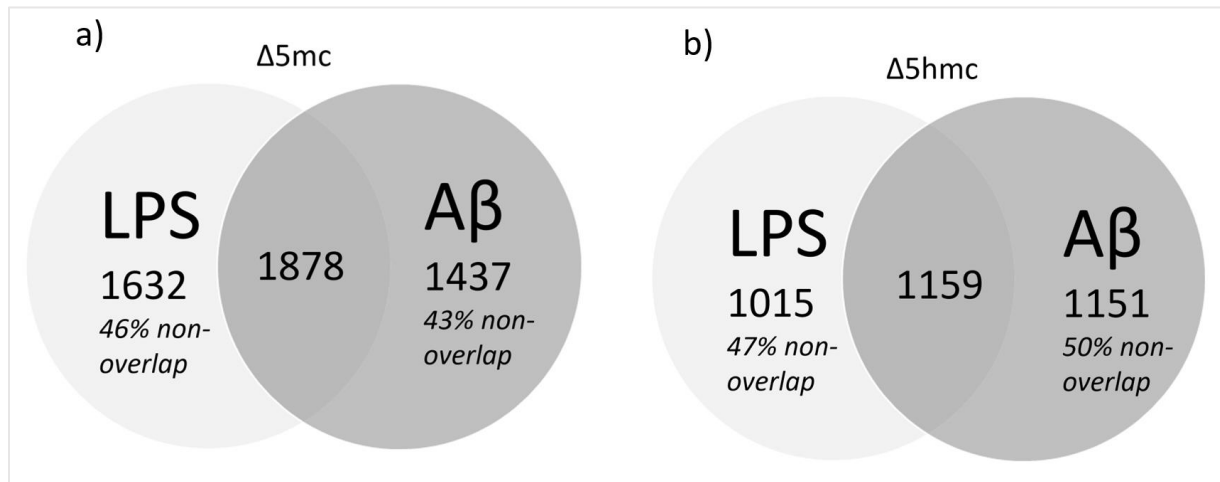 a)
Δ5mc
LPS
1632
46% non-
overlap
1878
Aβ
1437
43% non-
overlap
b)
Δ5hmc
LPS
1015
47% non-
overlap
1159
Aβ
1151
50% non-
overlap